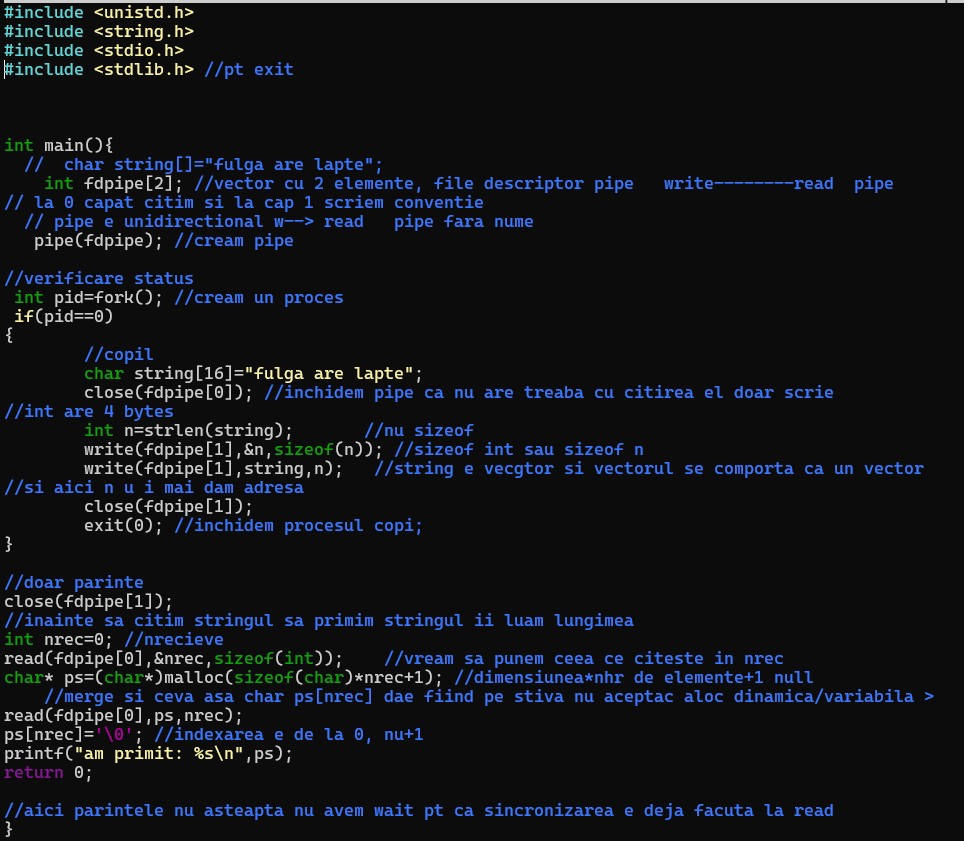 #include <unistd.h>
#include <string.h>
#include <stdio.h>
#include <stdlib.h> //pt exit
int main(){
//  char string[]="fulga are lapte";
int fdpipe[2]; //vector cu 2 elemente, file descriptor pipe   write--------read  pipe
// la 0 capat citim si la cap 1 scriem conventie
// pipe e unidirectional w--> read   pipe fara nume
pipe(fdpipe); //cream pipe
//verificare status
int pid=fork(); //cream un proces
if(pid==0)
{
//copil
char string[16]="fulga are lapte";
close(fdpipe[0]); //inchidem pipe ca nu are treaba cu citirea el doar scrie
//int are 4 bytes
int n=strlen(string);       //nu sizeof
write(fdpipe[1],&n,sizeof(n)); //sizeof int sau sizeof n
write(fdpipe[1],string,n);   //string e vecgtor si vectorul se comporta ca un vector
//si aici n u i mai dam adresa
close(fdpipe[1]);
exit(0); //inchidem procesul copi;
}
//doar parinte
close(fdpipe[1]);
//inainte sa citim stringul sa primim stringul ii luam lungimea
int nrec=0; //nrecieve
read(fdpipe[0],&nrec,sizeof(int));    //vream sa punem ceea ce citeste in nrec
char* ps=(char*)malloc(sizeof(char)*nrec+1); //dimensiunea*nhr de elemente+1 null
//merge si ceva asa char ps[nrec] dae fiind pe stiva nu aceptac aloc dinamica/variabila >
read(fdpipe[0],ps,nrec);
ps[nrec]='\0'; //indexarea e de la 0, nu+1
printf("am primit: %s\n",ps);
return 0;
//aici parintele nu asteapta nu avem wait pt ca sincronizarea e deja facuta la read
}